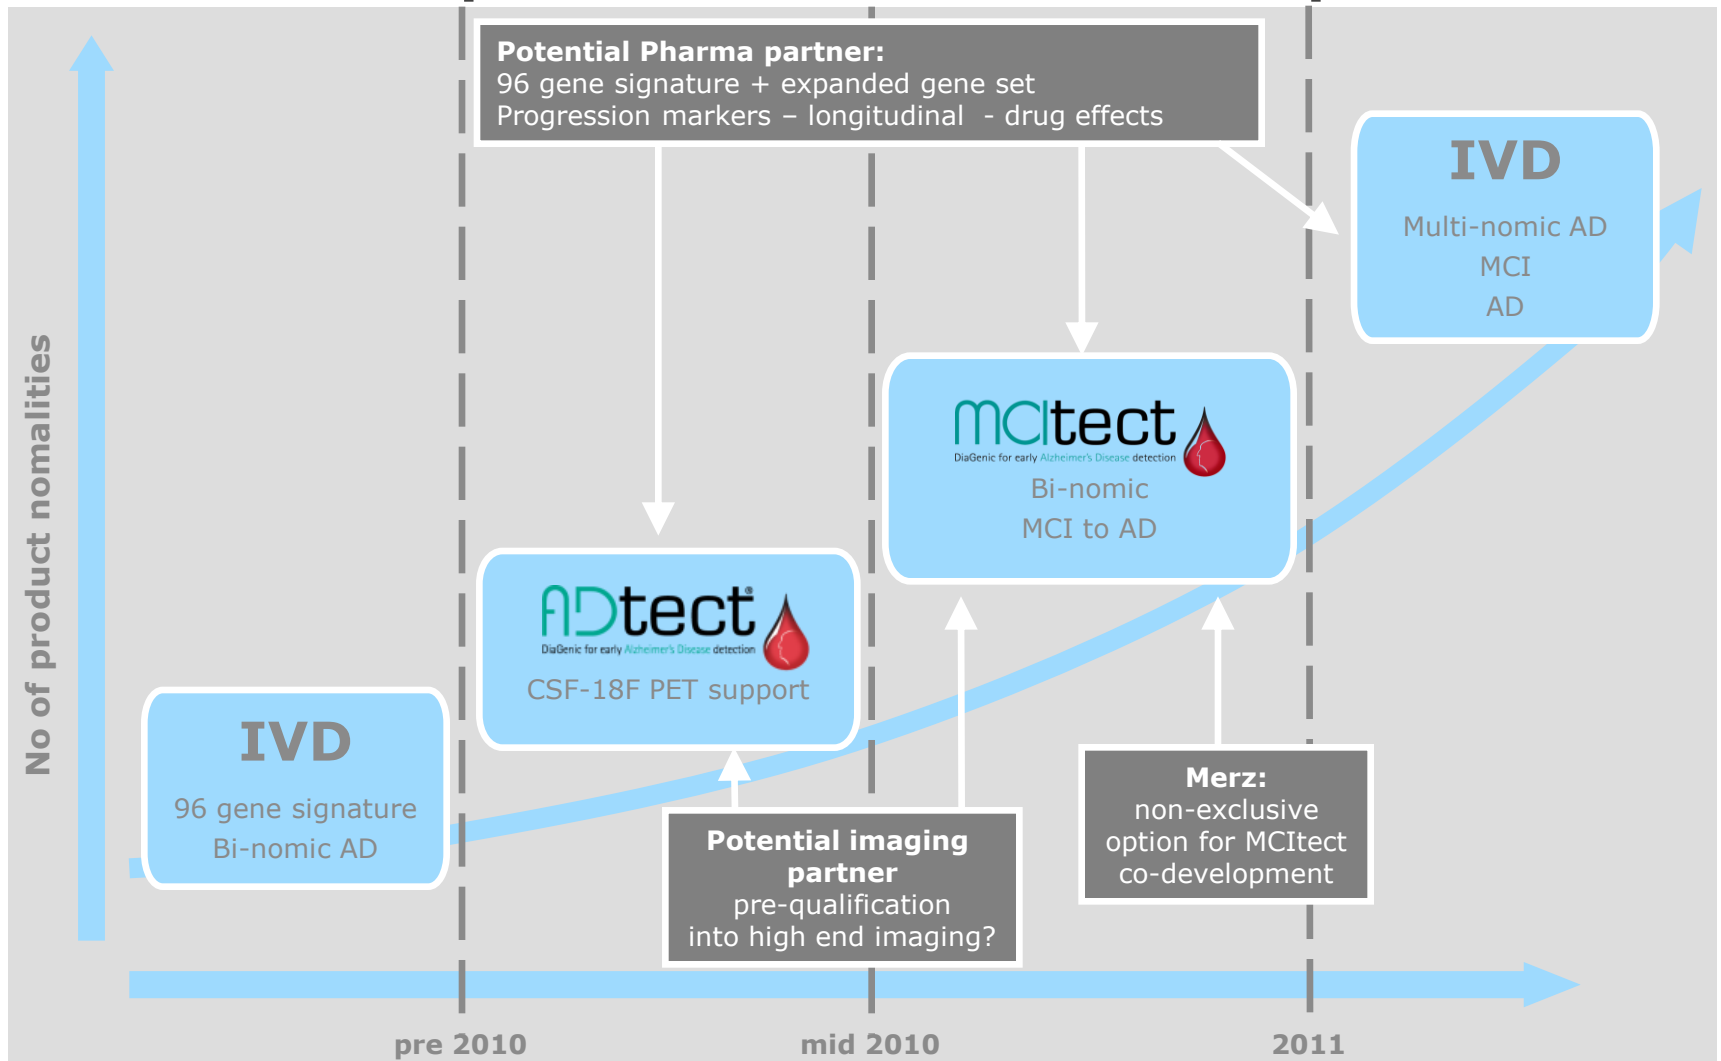 Potential Pharma partner:
96 gene signature + expanded gene set
Progression markers – longitudinal - drug effects
IVD
Multi-nomic AD
MCI
AD
No of product nomalities
MCItect
DiaGenic for early Alzheimer's Disease detection
Bi-nomic
MCI to AD
ADtect®
DiaGenic for early Alzheimer's Disease detection
CSF-18F PET support
IVD
96 gene signature
Bi-nomic AD
Potential imaging
partner
pre-qualification
into high end imaging?
Merz:
non-exclusive
option for MCItect
co-development
pre 2010
mid 2010
2011